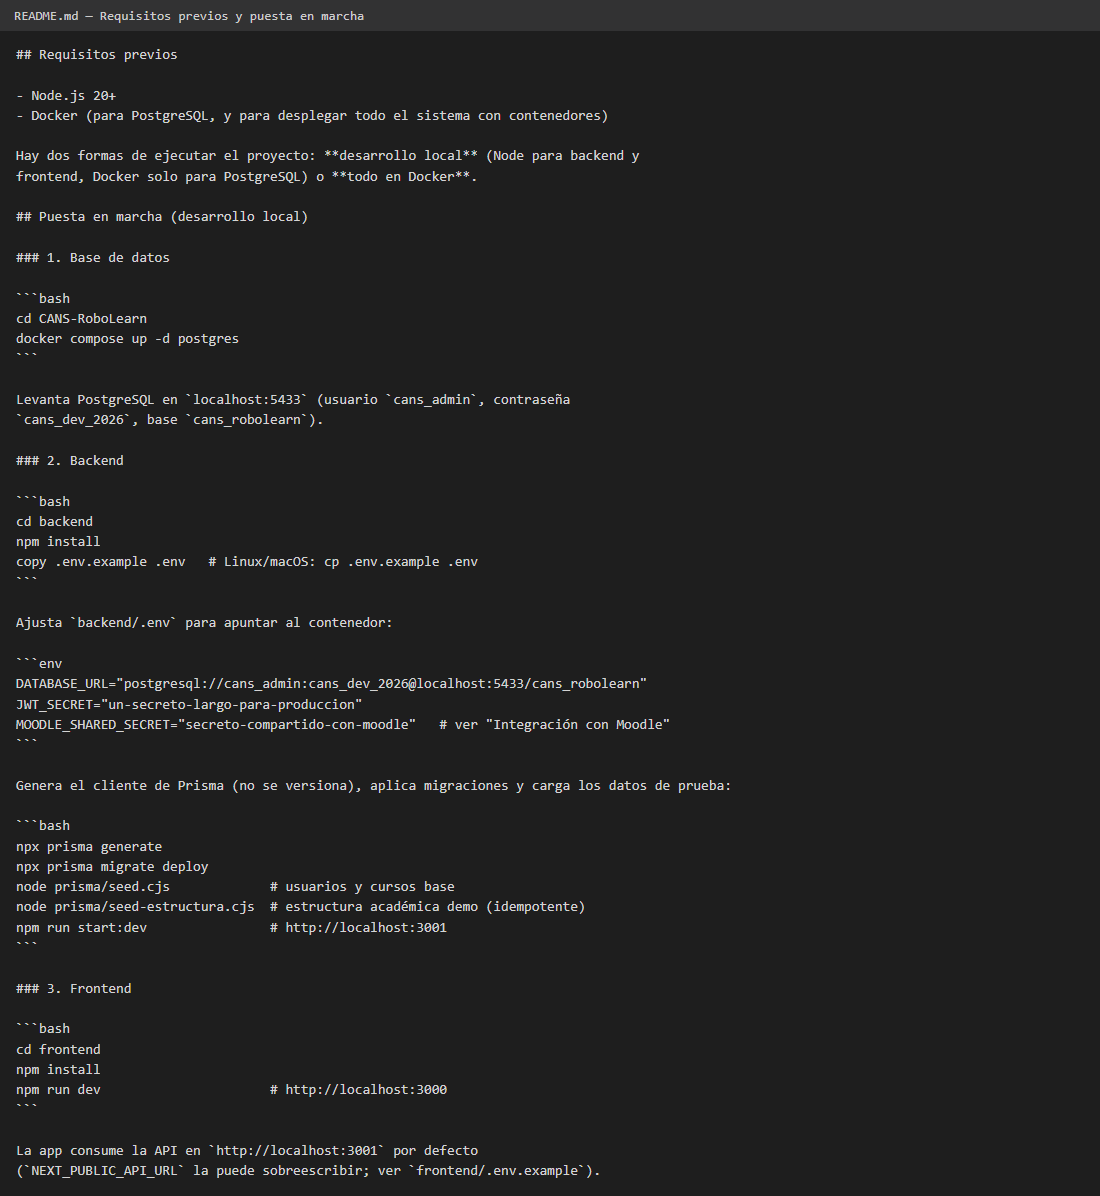 README.md — Requisitos previos y puesta en marcha
## Requisitos previos
- Node.js 20+
- Docker (para PostgreSQL, y para desplegar todo el sistema con contenedores)
Hay dos formas de ejecutar el proyecto: **desarrollo local** (Node para backend y
frontend, Docker solo para PostgreSQL) o **todo en Docker**.
## Puesta en marcha (desarrollo local)
### 1. Base de datos
```bash
cd CANS-RoboLearn
docker compose up -d postgres
```
Levanta PostgreSQL en `localhost:5433` (usuario `cans_admin`, contraseña
`cans_dev_2026`, base `cans_robolearn`).
### 2. Backend
```bash
cd backend
npm install
copy .env.example .env   # Linux/macOS: cp .env.example .env
```
Ajusta `backend/.env` para apuntar al contenedor:
```env
DATABASE_URL="postgresql://cans_admin:cans_dev_2026@localhost:5433/cans_robolearn"
JWT_SECRET="un-secreto-largo-para-produccion"
MOODLE_SHARED_SECRET="secreto-compartido-con-moodle"   # ver "Integración con Moodle"
```
Genera el cliente de Prisma (no se versiona), aplica migraciones y carga los datos de prueba:
```bash
npx prisma generate
npx prisma migrate deploy
node prisma/seed.cjs             # usuarios y cursos base
node prisma/seed-estructura.cjs  # estructura académica demo (idempotente)
npm run start:dev                # http://localhost:3001
```
### 3. Frontend
```bash
cd frontend
npm install
npm run dev                      # http://localhost:3000
```
La app consume la API en `http://localhost:3001` por defecto
(`NEXT_PUBLIC_API_URL` la puede sobreescribir; ver `frontend/.env.example`).